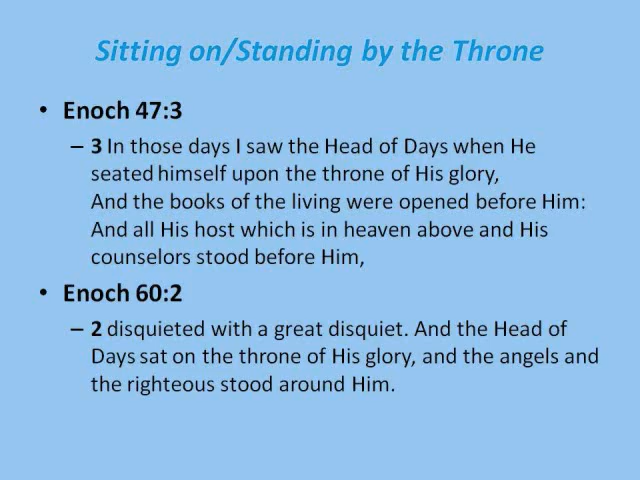 Sitting on/Standing by the Throne
• Enoch 47:3
– 3 In those days I saw the Head of Days when He
seated himself upon the throne of His glory,
And the books of the living were opened before Him:
And all His host which is in heaven above and His
counselors stood before Him,
• Enoch 60:2
– 2 disquieted with a great disquiet. And the Head of
Days sat on the throne of His glory, and the angels and
the righteous stood around Him.